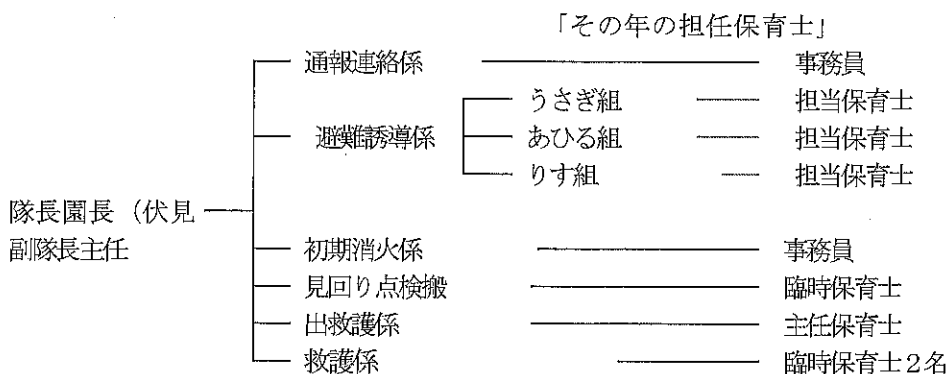 「その年の担任保育士」
通報連絡係 事務員
うさぎ組 担当保育士
避難誘導係 あひる組 担当保育士
りす組 担当保育士
隊長園長（伏見
副隊長主任
初期消火係 事務員
見回り点検搬 臨時保育士
出救護係 主任保育士
救護係 臨時保育士２名